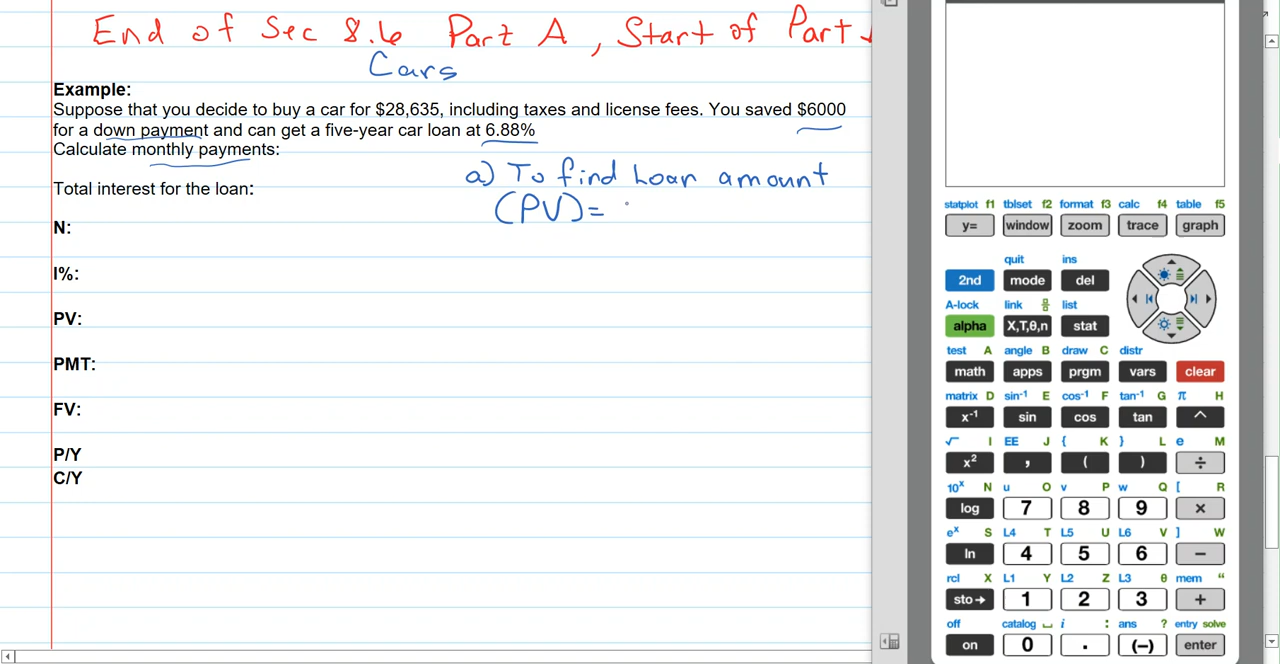 End of Sec 8.6 Part A, Start of Part
Cars
Example:
Suppose that you decide to buy a car for $28,635, including taxes and license fees. You saved $6000
for a down payment and can get a five-year car loan at 6.88%
Calculate monthly payments:
a) To find Loan amount
Total interest for the loan:
(PV)=
N:
I%:
PV:
PMT:
FV:
P/Y
C/Y
statplot f1 tblset f2 format f3 calc f4 table f5
y= window zoom trace graph
quit ins
2nd mode del
A-lock link list
alpha X,T,θ,n stat
test A angle B draw C distr
math apps prgm vars clear
matrix D sin⁻¹ E cos⁻¹ F tan⁻¹ G π H
x⁻¹ sin cos tan ^
√ I EE J { K } L e M
x² , ( ) ÷
10ˣ N u O v P w Q [ R
log 7 8 9 ×
eˣ S L4 T L5 U L6 V ] W
ln 4 5 6 −
rcl X L1 Y L2 Z L3 θ mem “
sto→ 1 2 3 +
off catalog ⎵ i : ans ? entry solve
on 0 . (−) enter